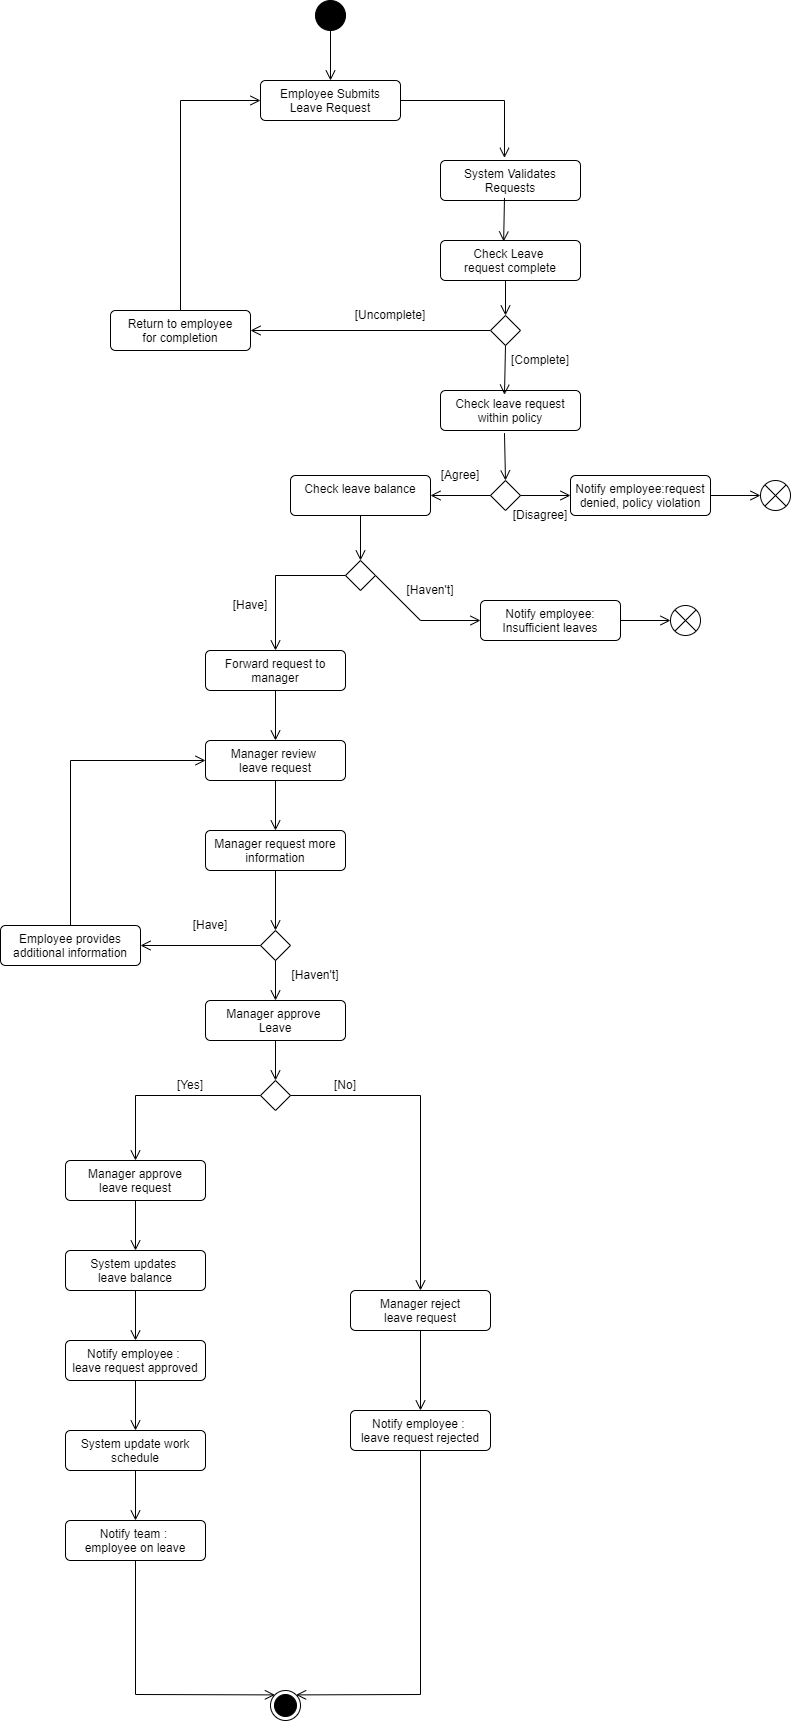 Employee Submits
Leave Request
System Validates
Requests
Check Leave
request complete
[Uncomplete]
Return to employee
for completion
[Complete]
Check leave request
within policy
[Agree]
Check leave balance
Notify employee:request
denied, policy violation
[Disagree]
[Haven't]
[Have]
Notify employee:
Insufficient leaves
Forward request to
manager
Manager review
leave request
Manager request more
information
[Have]
Employee provides
additional information
[Haven't]
Manager approve
Leave
[Yes]
[No]
Manager approve
leave request
System updates
leave balance
Manager reject
leave request
Notify employee :
leave request approved
Notify employee :
leave request rejected
System update work
schedule
Notify team :
employee on leave